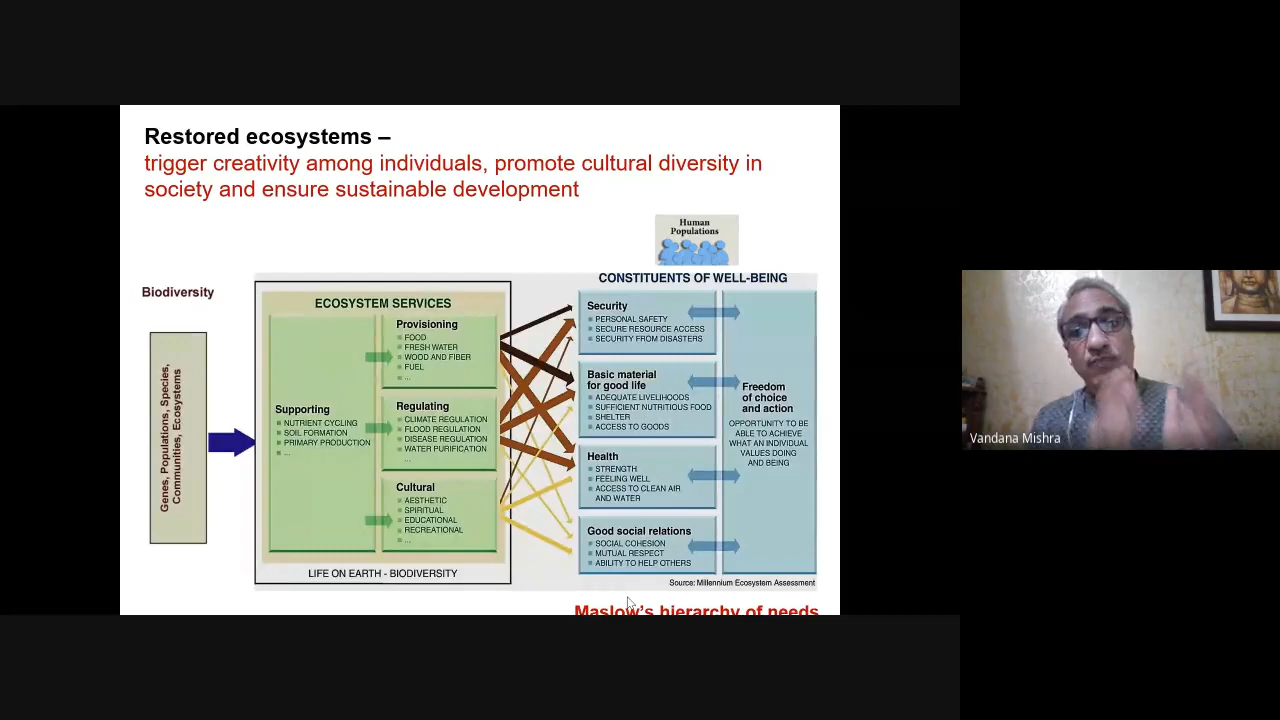 Restored ecosystems –
trigger creativity among individuals, promote cultural diversity in
society and ensure sustainable development
Human
Populations
Biodiversity
Genes, Populations, Species,
Communities, Ecosystems
ECOSYSTEM SERVICES
Supporting
NUTRIENT CYCLING
SOIL FORMATION
PRIMARY PRODUCTION
...
Provisioning
FOOD
FRESH WATER
WOOD AND FIBER
FUEL
...
Regulating
CLIMATE REGULATION
FLOOD REGULATION
DISEASE REGULATION
WATER PURIFICATION
...
Cultural
AESTHETIC
SPIRITUAL
EDUCATIONAL
RECREATIONAL
...
LIFE ON EARTH - BIODIVERSITY
CONSTITUENTS OF WELL-BEING
Security
PERSONAL SAFETY
SECURE RESOURCE ACCESS
SECURITY FROM DISASTERS
Basic material
for good life
ADEQUATE LIVELIHOODS
SUFFICIENT NUTRITIOUS FOOD
SHELTER
ACCESS TO GOODS
Health
STRENGTH
FEELING WELL
ACCESS TO CLEAN AIR
AND WATER
Good social relations
SOCIAL COHESION
MUTUAL RESPECT
ABILITY TO HELP OTHERS
Freedom
of choice
and action
OPPORTUNITY TO BE
ABLE TO ACHIEVE
WHAT AN INDIVIDUAL
VALUES DOING
AND BEING
Source: Millennium Ecosystem Assessment
Maslow's hierarchy of needs
Vandana Mishra